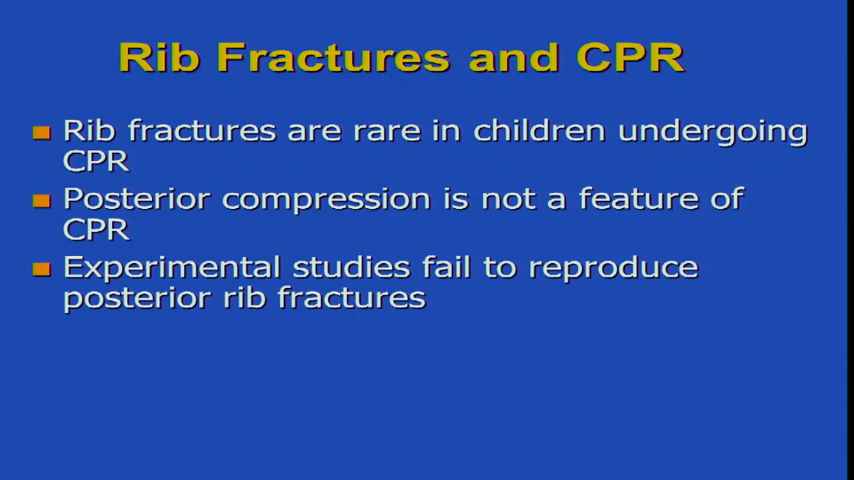 Rib Fractures and CPR
Rib fractures are rare in children undergoing
CPR
Posterior compression is not a feature of
CPR
Experimental studies fail to reproduce
posterior rib fractures